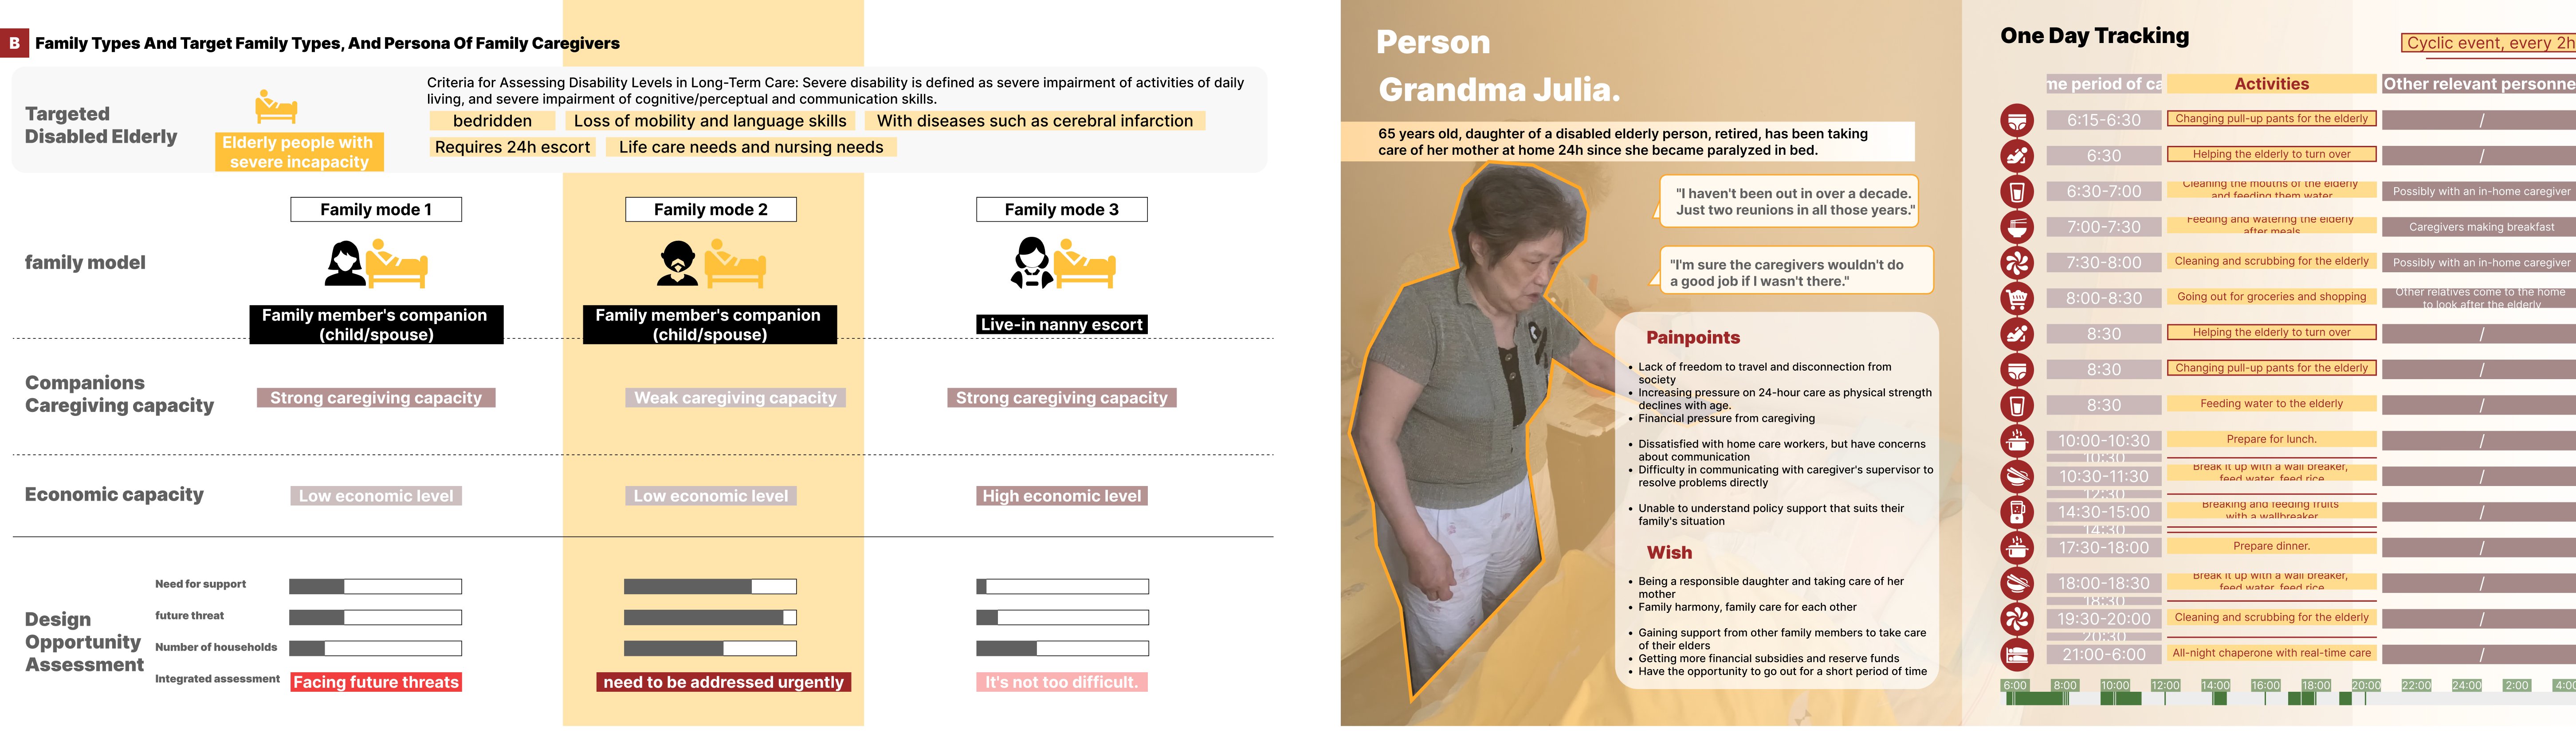 B
Family Types And Target Family Types, And Persona Of Family Caregivers
Targeted
Disabled Elderly
Elderly people with
severe incapacity
Criteria for Assessing Disability Levels in Long-Term Care: Severe disability is defined as severe impairment of activities of daily
living, and severe impairment of cognitive/perceptual and communication skills.
bedridden
Loss of mobility and language skills
With diseases such as cerebral infarction
Requires 24h escort
Life care needs and nursing needs
Family mode 1
Family mode 2
Family mode 3
family model
Family member's companion
(child/spouse)
Family member's companion
(child/spouse)
Live-in nanny escort
Companions
Caregiving capacity
Strong caregiving capacity
Weak caregiving capacity
Strong caregiving capacity
Economic capacity
Low economic level
Low economic level
High economic level
Design
Opportunity
Assessment
Need for support
future threat
Number of households
Integrated assessment
Facing future threats
need to be addressed urgently
It's not too difficult.
Person
Grandma Julia.
65 years old, daughter of a disabled elderly person, retired, has been taking
care of her mother at home 24h since she became paralyzed in bed.
"I haven't been out in over a decade.
Just two reunions in all those years."
"I'm sure the caregivers wouldn't do
a good job if I wasn't there."
Painpoints
• Lack of freedom to travel and disconnection from
society
• Increasing pressure on 24-hour care as physical strength
declines with age.
• Financial pressure from caregiving
• Dissatisfied with home care workers, but have concerns
about communication
• Difficulty in communicating with caregiver's supervisor to
resolve problems directly
• Unable to understand policy support that suits their
family's situation
Wish
• Being a responsible daughter and taking care of her
mother
• Family harmony, family care for each other
• Gaining support from other family members to take care
of their elders
• Getting more financial subsidies and reserve funds
• Have the opportunity to go out for a short period of time
One Day Tracking
Cyclic event, every 2h
me period of ca
Activities
Other relevant personne
6:15-6:30
Changing pull-up pants for the elderly
/
6:30
Helping the elderly to turn over
/
6:30-7:00
Cleaning the mouths of the elderly
and feeding them water
Possibly with an in-home caregiver
7:00-7:30
Feeding and watering the elderly
after meals
Caregivers making breakfast
7:30-8:00
Cleaning and scrubbing for the elderly
Possibly with an in-home caregiver
8:00-8:30
Going out for groceries and shopping
Other relatives come to the home
to look after the elderly
8:30
Helping the elderly to turn over
/
8:30
Changing pull-up pants for the elderly
/
8:30
Feeding water to the elderly
/
10:00-10:30
Prepare for lunch.
/
10:30
10:30-11:30
Break it up with a wall breaker,
feed water, feed rice
/
12:30
14:30-15:00
Breaking and feeding fruits
with a wallbreaker
/
14:30
17:30-18:00
Prepare dinner.
/
18:00-18:30
Break it up with a wall breaker,
feed water, feed rice
/
18:30
19:30-20:00
Cleaning and scrubbing for the elderly
/
20:30
21:00-6:00
All-night chaperone with real-time care
/
6:00 8:00 10:00 12:00 14:00 16:00 18:00 20:00 22:00 24:00 2:00 4:00